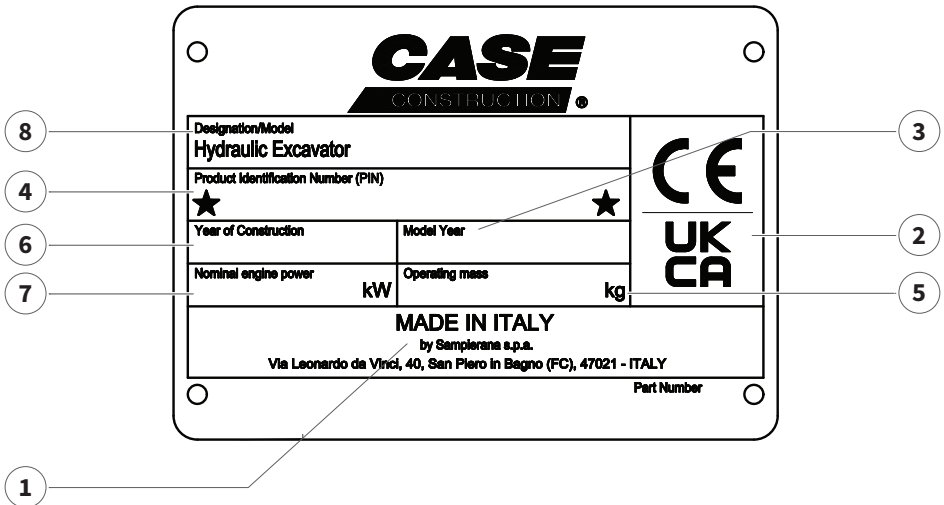 CASE
CONSTRUCTION ®
8
Designation/Model
Hydraulic Excavator
3
4
Product Identification Number (PIN)
CE
6
Year of Construction
Model Year
UK
CA
2
7
Nominal engine power
kW
Operating mass
kg
5
MADE IN ITALY
by Sampierana s.p.a.
Via Leonardo da Vinci, 40, San Piero in Bagno (FC), 47021 - ITALY
Part Number
1